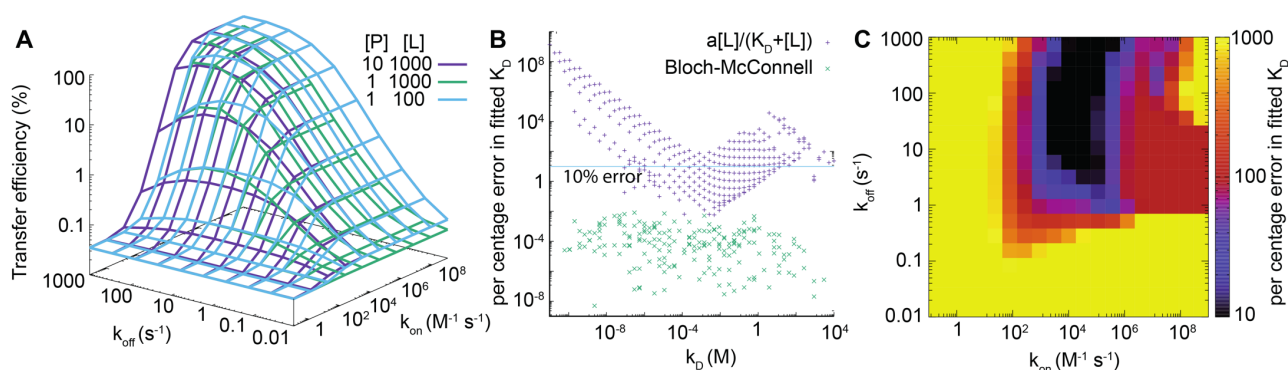 A
Transfer efficiency (%)
100
10
1
0.1
1000
100
10
1
0.1
0.01
k_off (s⁻¹)
1
10²
10⁴
10⁶
10⁸
k_on (M⁻¹ s⁻¹)
[P] [L]
10 1000
1 1000
1 100
B
a[L]/(K_D+[L])
Bloch-McConnell
per centage error in fitted K_D
10⁸
10⁴
1
10⁻⁴
10⁻⁸
10% error
10⁻⁸ 10⁻⁴ 1 10⁴
k_D (M)
C
k_off (s⁻¹)
1000
100
10
1
0.1
0.01
1 10² 10⁴ 10⁶ 10⁸
k_on (M⁻¹ s⁻¹)
1000
100
10
per centage error in fitted K_D